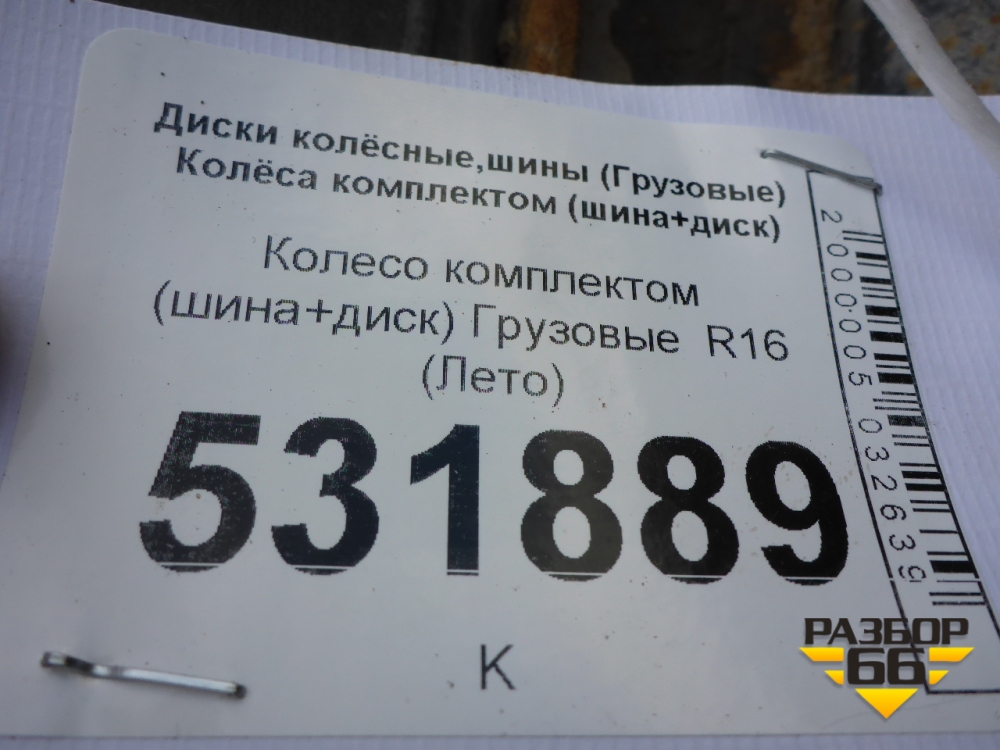 Диски колёсные,шины (Грузовые)
Колёса комплектом (шина+диск)
Колесо комплектом
(шина+диск) Грузовые R16
(Лето)
531889
К
2000005032639
РАЗБОР
66